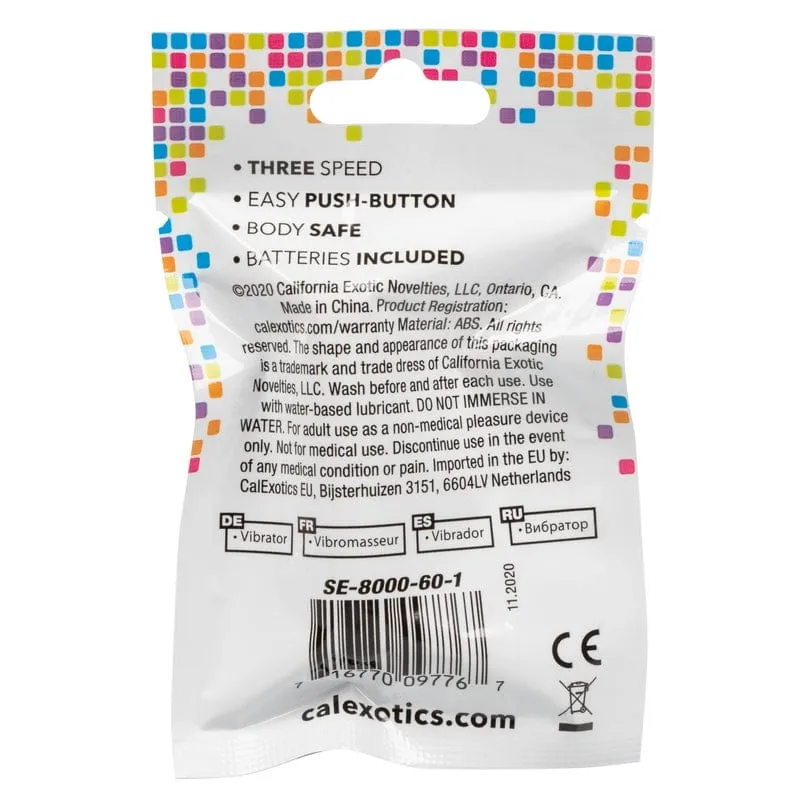 • THREE SPEED
• EASY PUSH-BUTTON
• BODY SAFE
• BATTERIES INCLUDED
©2020 California Exotic Novelties, LLC, Ontario, CA.
Made in China. Product Registration:
calexotics.com/warranty Material: ABS. All rights
reserved. The shape and appearance of this packaging
is a trademark and trade dress of California Exotic
Novelties, LLC. Wash before and after each use. Use
with water-based lubricant. DO NOT IMMERSE IN
WATER. For adult use as a non-medical pleasure device
only. Not for medical use. Discontinue use in the event
of any medical condition or pain. Imported in the EU by:
CalExotics EU, Bijsterhuizen 3151, 6604LV Netherlands
DE • Vibrator FR • Vibromasseur ES • Vibrador RU • Вибратор
SE-8000-60-1
11.2020
7 16770 09776 7
CE
calexotics.com